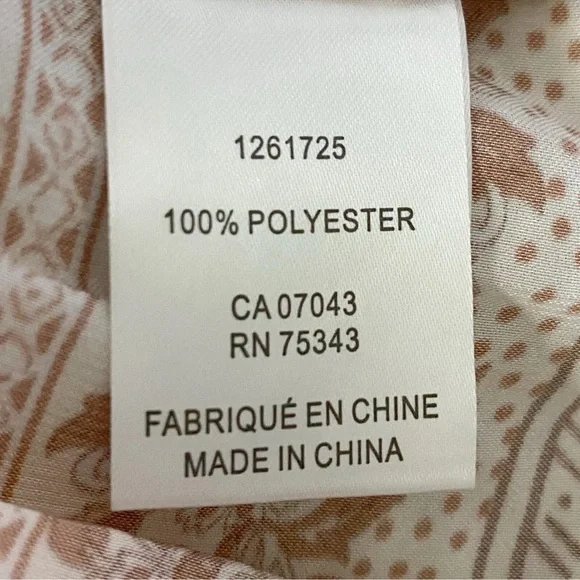 1261725
100% POLYESTER
CA 07043
RN 75343
FABRIQUÉ EN CHINE
MADE IN CHINA